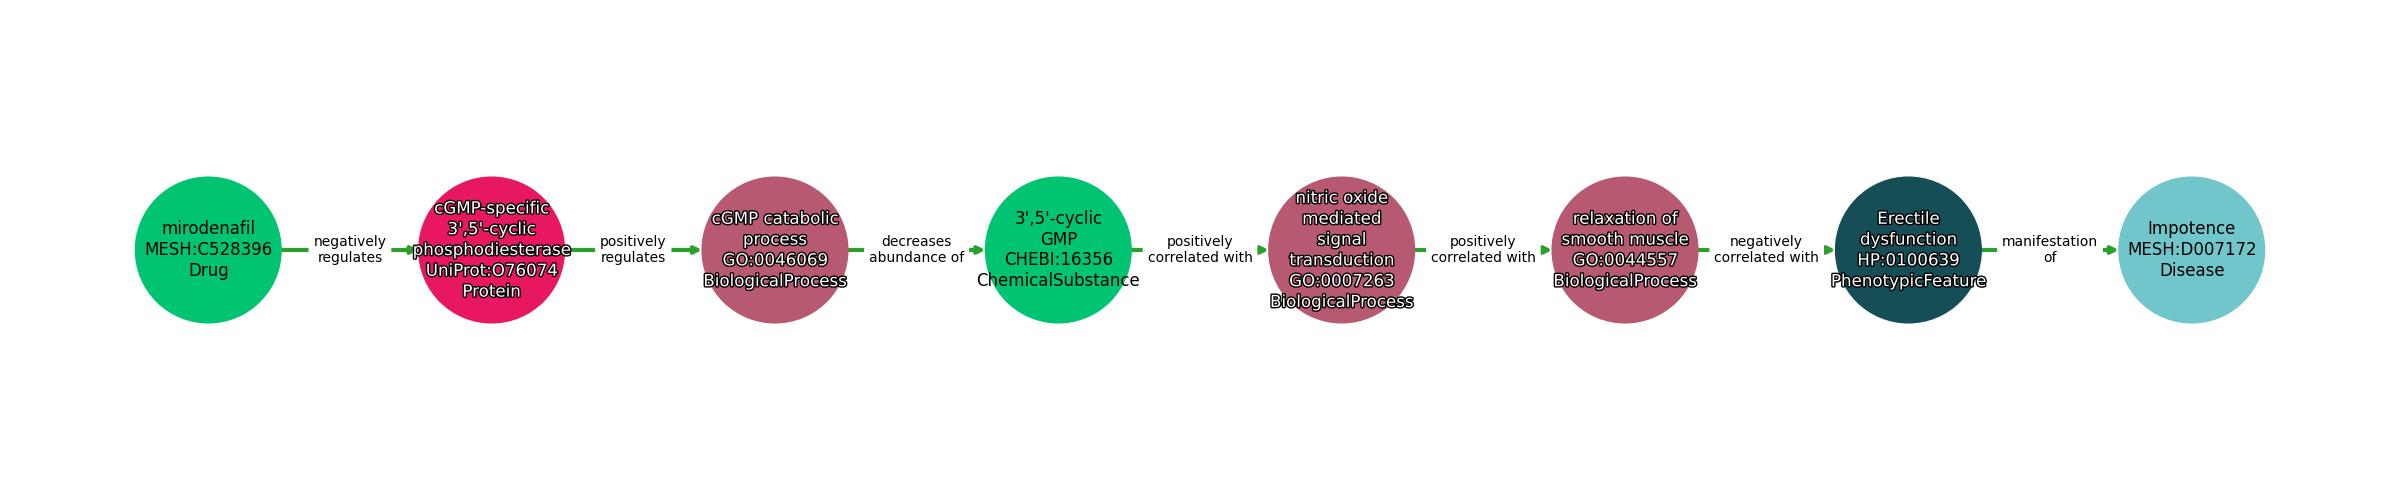 mirodenafil
MESH:C528396
Drug
negatively
regulates
cGMP-specific
3',5'-cyclic
phosphodiesterase
UniProt:O76074
Protein
positively
regulates
cGMP catabolic
process
GO:0046069
BiologicalProcess
decreases
abundance of
3',5'-cyclic
GMP
CHEBI:16356
ChemicalSubstance
positively
correlated with
nitric oxide
mediated
signal
transduction
GO:0007263
BiologicalProcess
positively
correlated with
relaxation of
smooth muscle
GO:0044557
BiologicalProcess
negatively
correlated with
Erectile
dysfunction
HP:0100639
PhenotypicFeature
manifestation
of
Impotence
MESH:D007172
Disease